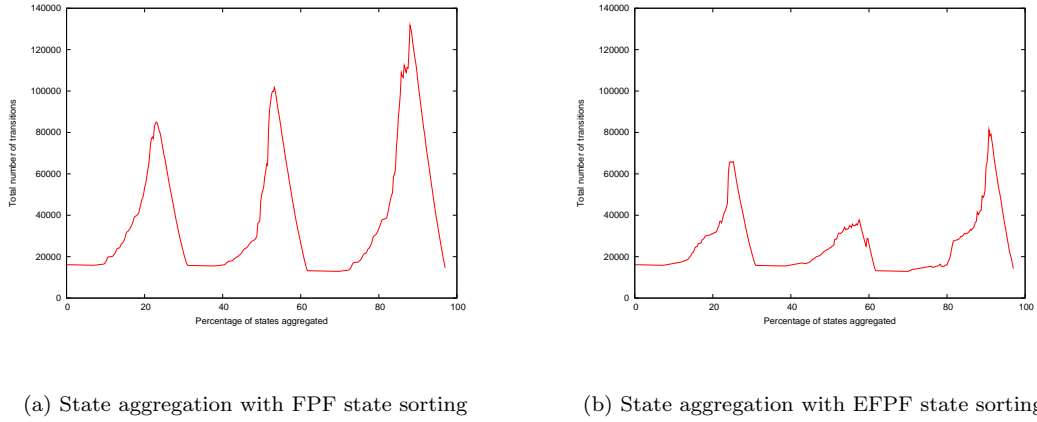 140000
120000
100000
80000
60000
40000
20000
0
0 20 40 60 80 100
Total number of transitions
Percentage of states aggregated
(a) State aggregation with FPF state sorting
140000
120000
100000
80000
60000
40000
20000
0
0 20 40 60 80 100
Total number of transitions
Percentage of states aggregated
(b) State aggregation with EFPF state sorting